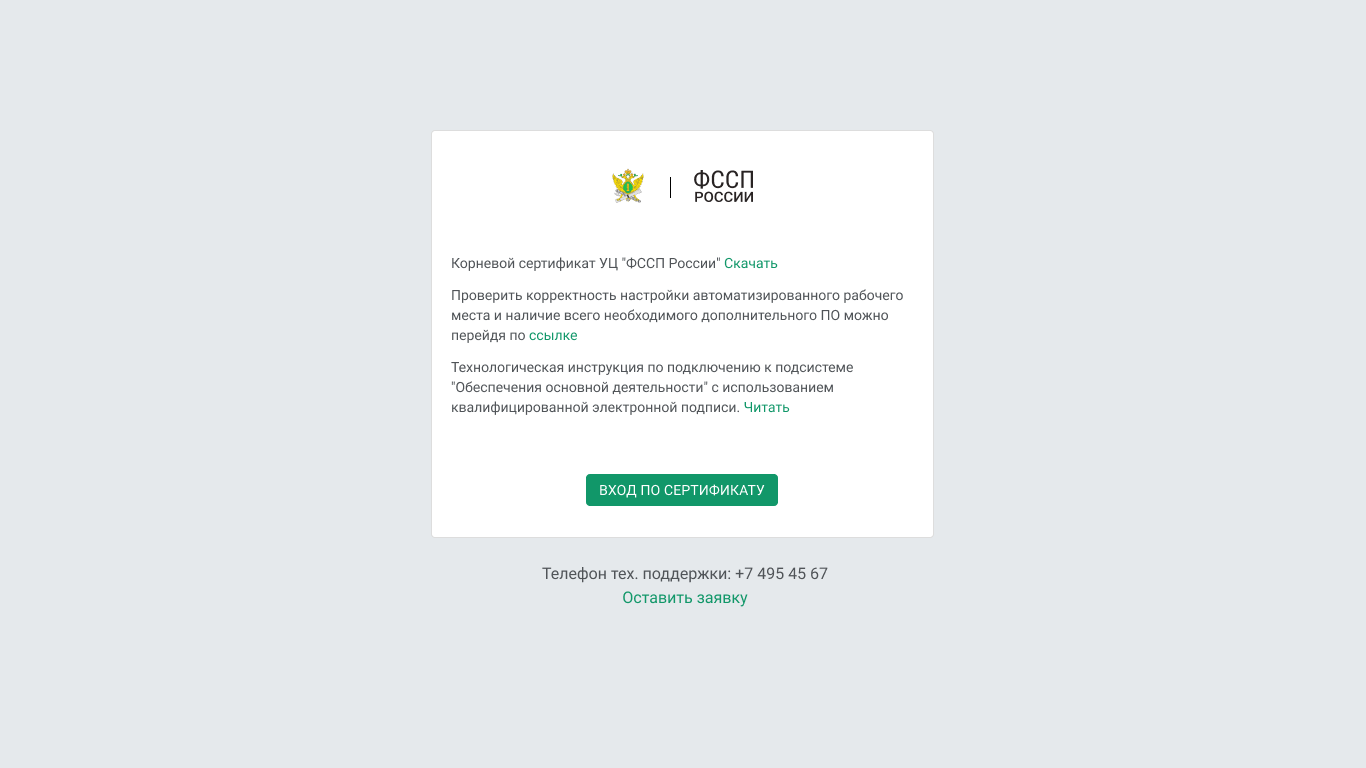 ФССП
РОССИИ
Корневой сертификат УЦ "ФССП России" Скачать
Проверить корректность настройки автоматизированного рабочего
места и наличие всего необходимого дополнительного ПО можно
перейдя по ссылке
Технологическая инструкция по подключению к подсистеме
"Обеспечения основной деятельности" с использованием
квалифицированной электронной подписи. Читать
ВХОД ПО СЕРТИФИКАТУ
Телефон тех. поддержки: +7 495 45 67
Оставить заявку